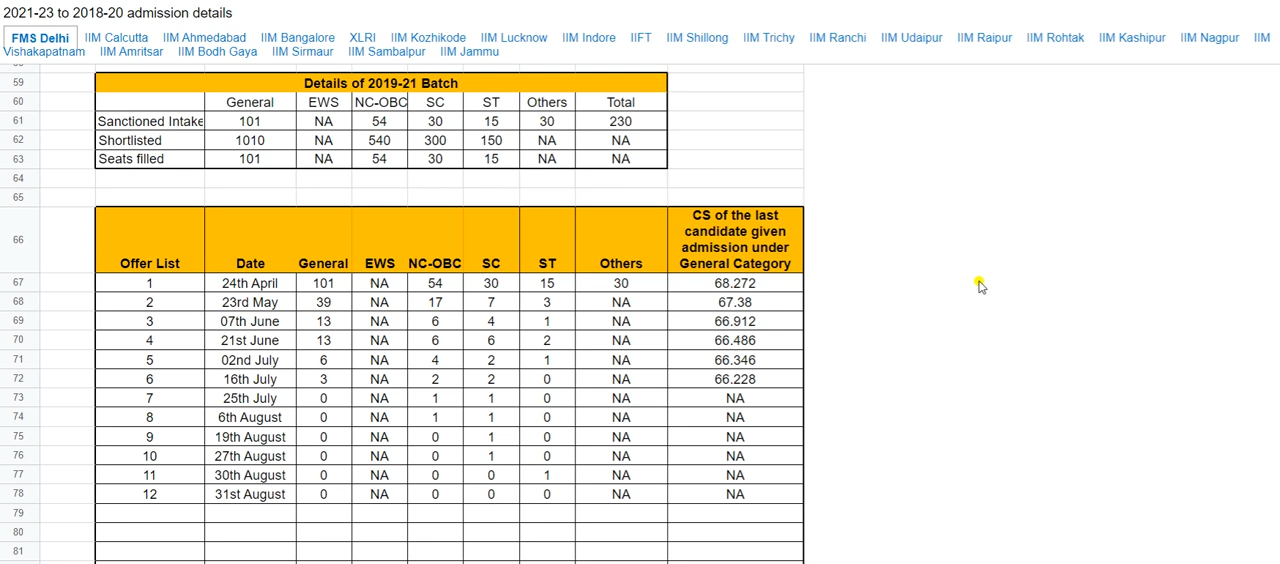 2021-23 to 2018-20 admission details
FMS Delhi IIM Calcutta IIM Ahmedabad IIM Bangalore XLRI IIM Kozhikode IIM Lucknow IIM Indore IIFT IIM Shillong IIM Trichy IIM Ranchi IIM Udaipur IIM Raipur IIM Rohtak IIM Kashipur IIM Nagpur IIM
Vishakapatnam IIM Amritsar IIM Bodh Gaya IIM Sirmaur IIM Sambalpur IIM Jammu
59 Details of 2019-21 Batch
60 General EWS NC-OBC SC ST Others Total
61 Sanctioned Intake 101 NA 54 30 15 30 230
62 Shortlisted 1010 NA 540 300 150 NA NA
63 Seats filled 101 NA 54 30 15 NA NA
64
65
66 Offer List Date General EWS NC-OBC SC ST Others CS of the last
candidate given
admission under
General Category
67 1 24th April 101 NA 54 30 15 30 68.272
68 2 23rd May 39 NA 17 7 3 NA 67.38
69 3 07th June 13 NA 6 4 1 NA 66.912
70 4 21st June 13 NA 6 6 2 NA 66.486
71 5 02nd July 6 NA 4 2 1 NA 66.346
72 6 16th July 3 NA 2 2 0 NA 66.228
73 7 25th July 0 NA 1 1 0 NA NA
74 8 6th August 0 NA 1 1 0 NA NA
75 9 19th August 0 NA 0 1 0 NA NA
76 10 27th August 0 NA 0 1 0 NA NA
77 11 30th August 0 NA 0 0 1 NA NA
78 12 31st August 0 NA 0 0 0 NA NA
79
80
81